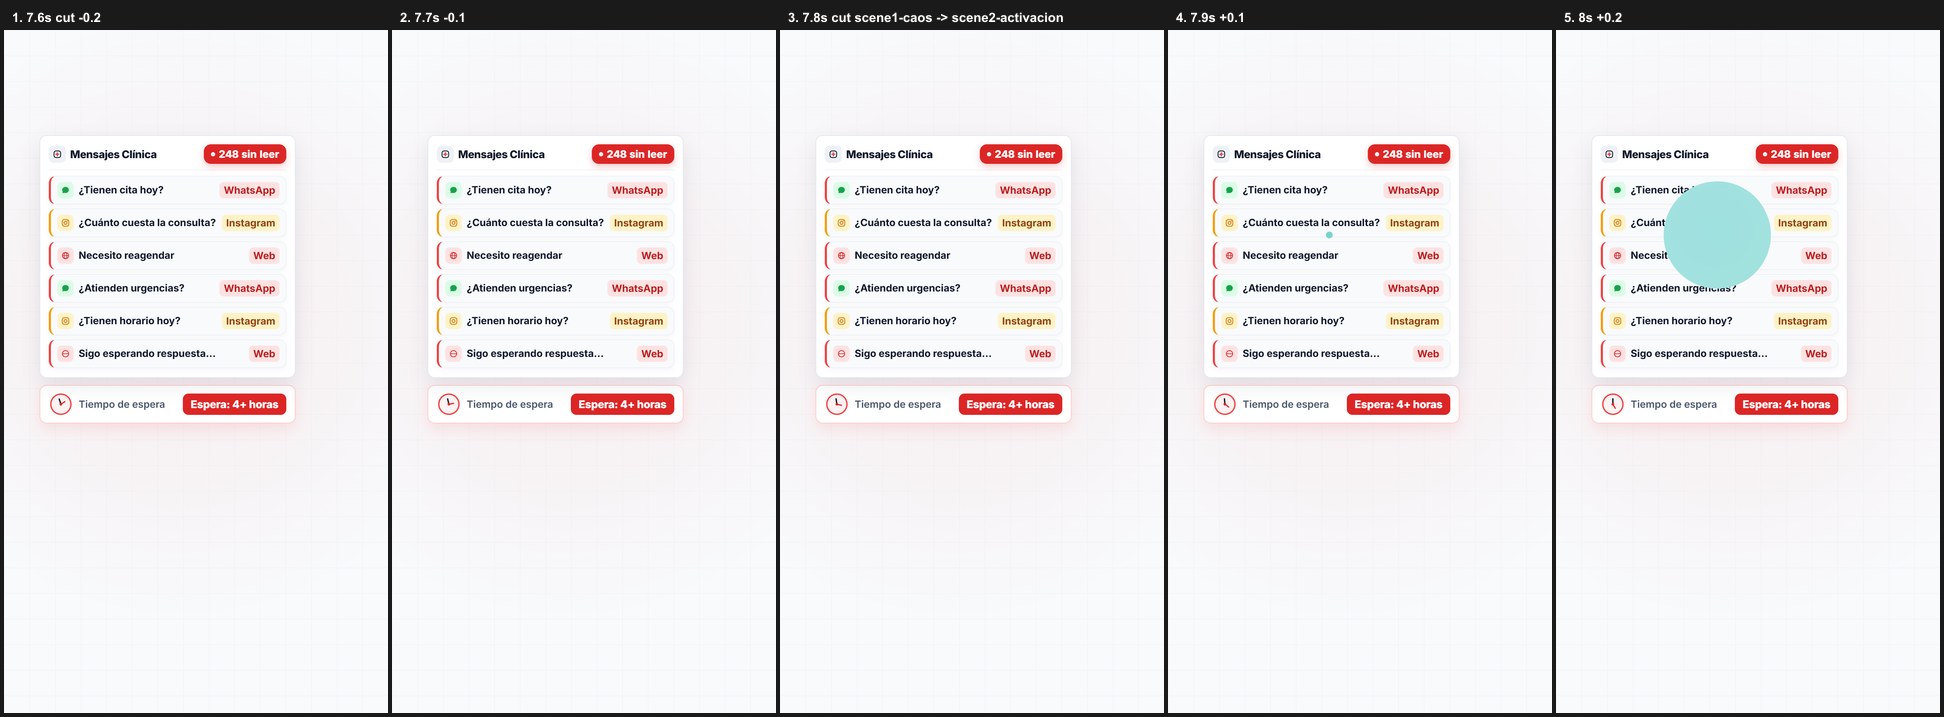 1. 7.6s cut -0.2
Mensajes Clínica
• 248 sin leer
¿Tienen cita hoy?
WhatsApp
¿Cuánto cuesta la consulta?
Instagram
Necesito reagendar
Web
¿Atienden urgencias?
WhatsApp
¿Tienen horario hoy?
Instagram
Sigo esperando respuesta...
Web
Tiempo de espera
Espera: 4+ horas
2. 7.7s -0.1
Mensajes Clínica
• 248 sin leer
¿Tienen cita hoy?
WhatsApp
¿Cuánto cuesta la consulta?
Instagram
Necesito reagendar
Web
¿Atienden urgencias?
WhatsApp
¿Tienen horario hoy?
Instagram
Sigo esperando respuesta...
Web
Tiempo de espera
Espera: 4+ horas
3. 7.8s cut scene1-caos -> scene2-activacion
Mensajes Clínica
• 248 sin leer
¿Tienen cita hoy?
WhatsApp
¿Cuánto cuesta la consulta?
Instagram
Necesito reagendar
Web
¿Atienden urgencias?
WhatsApp
¿Tienen horario hoy?
Instagram
Sigo esperando respuesta...
Web
Tiempo de espera
Espera: 4+ horas
4. 7.9s +0.1
Mensajes Clínica
• 248 sin leer
¿Tienen cita hoy?
WhatsApp
¿Cuánto cuesta la consulta?
Instagram
Necesito reagendar
Web
¿Atienden urgencias?
WhatsApp
¿Tienen horario hoy?
Instagram
Sigo esperando respuesta...
Web
Tiempo de espera
Espera: 4+ horas
5. 8s +0.2
Mensajes Clínica
• 248 sin leer
¿Tienen cita
WhatsApp
¿Cuánt
Instagram
Necesit
Web
¿Atienden urgencias?
WhatsApp
¿Tienen horario hoy?
Instagram
Sigo esperando respuesta...
Web
Tiempo de espera
Espera: 4+ horas